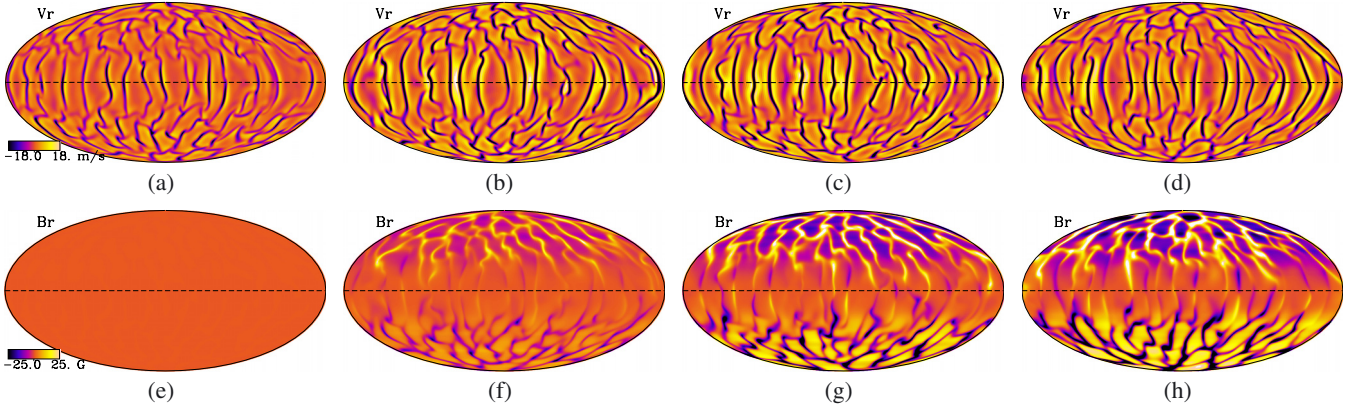 Vr Vr Vr Vr
−18.0 18. m/s
(a) (b) (c) (d)
Br Br Br Br
−25.0 25. G
(e) (f) (g) (h)